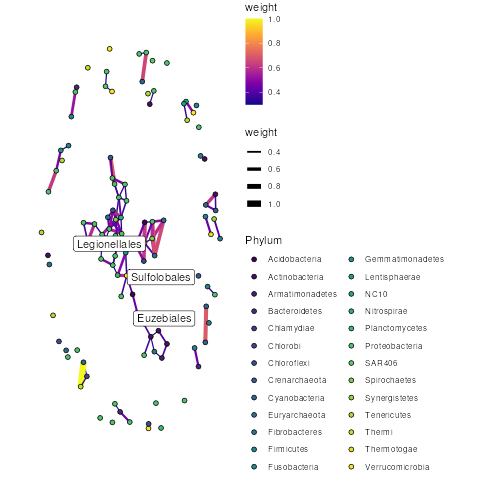 weight
1.0
0.8
0.6
0.4
weight
0.4
0.6
0.8
1.0
Legionellales
Sulfolobales
Euzebiales
Phylum
Acidobacteria
Actinobacteria
Armatimonadetes
Bacteroidetes
Chlamydiae
Chlorobi
Chloroflexi
Crenarchaeota
Cyanobacteria
Euryarchaeota
Fibrobacteres
Firmicutes
Fusobacteria
Gemmatimonadetes
Lentisphaerae
NC10
Nitrospirae
Planctomycetes
Proteobacteria
SAR406
Spirochaetes
Synergistetes
Tenericutes
Thermi
Thermotogae
Verrucomicrobia